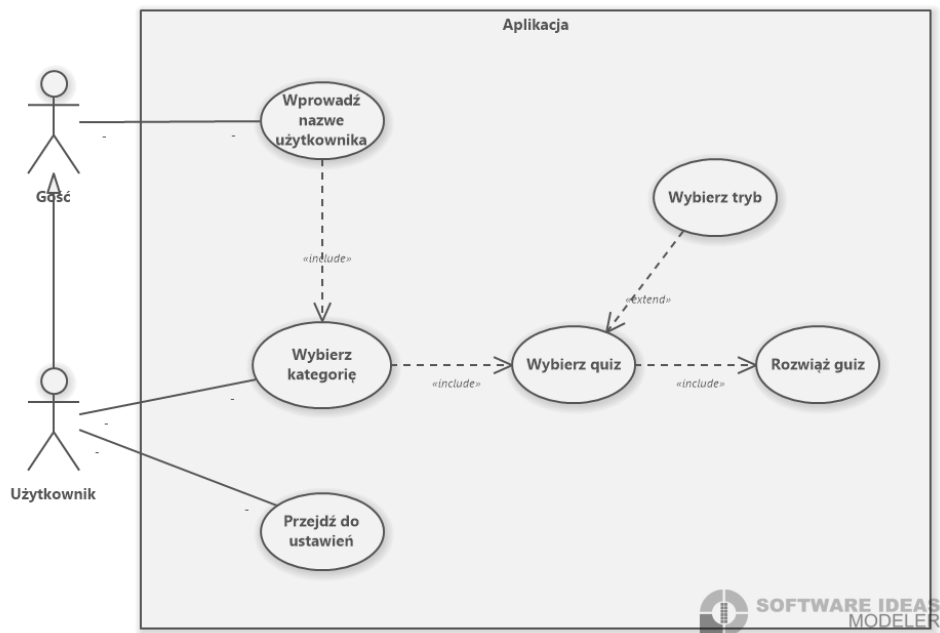 Aplikacja
Wprowadź
nazwe
użytkownika
Gość
Wybierz tryb
«include»
«extend»
Wybierz
kategorię
Wybierz quiz
Rozwiąż guiz
«include»
«include»
Użytkownik
Przejdź do
ustawień
SOFTWARE IDEAS
MODELER